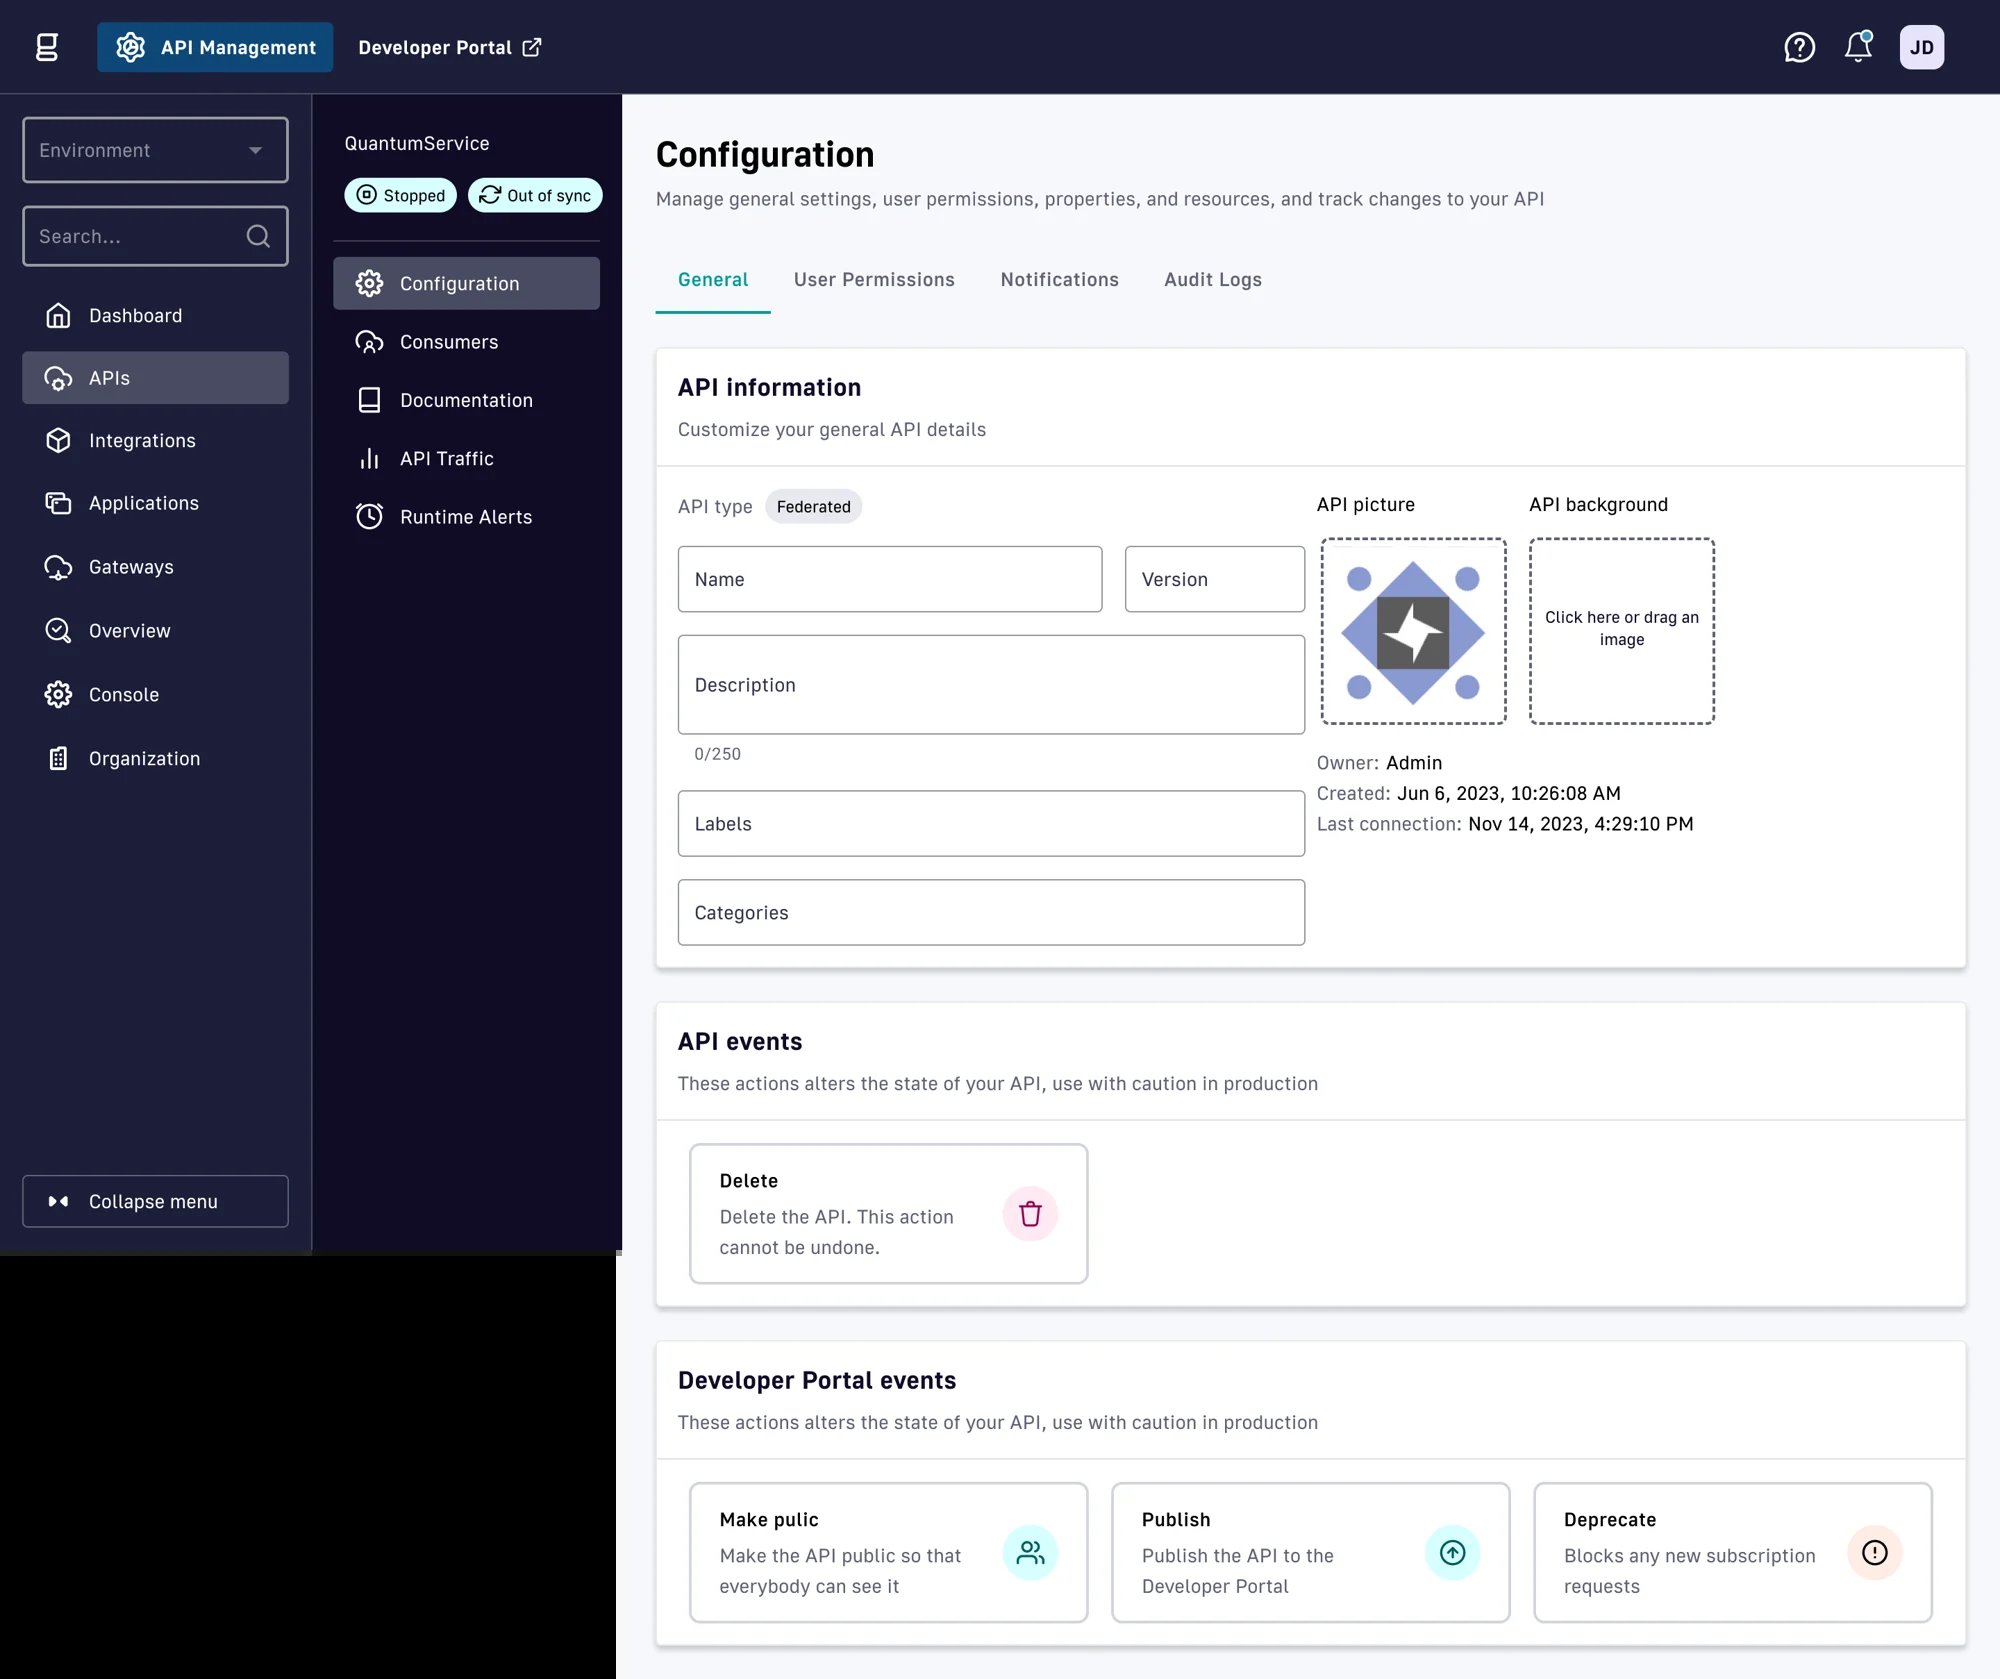 g
API Management
Developer Portal
JD
Environment
Search...
Dashboard
APIs
Integrations
Applications
Gateways
Overview
Console
Organization
Collapse menu
QuantumService
Stopped
Out of sync
Configuration
Consumers
Documentation
API Traffic
Runtime Alerts
Configuration
Manage general settings, user permissions, properties, and resources, and track changes to your API
General
User Permissions
Notifications
Audit Logs
API information
Customize your general API details
API type
Federated
Name
Version
Description
0/250
Labels
Categories
API picture
API background
Click here or drag an
image
Owner: Admin
Created: Jun 6, 2023, 10:26:08 AM
Last connection: Nov 14, 2023, 4:29:10 PM
API events
These actions alters the state of your API, use with caution in production
Delete
Delete the API. This action
cannot be undone.
Developer Portal events
These actions alters the state of your API, use with caution in production
Make pulic
Make the API public so that
everybody can see it
Publish
Publish the API to the
Developer Portal
Deprecate
Blocks any new subscription
requests